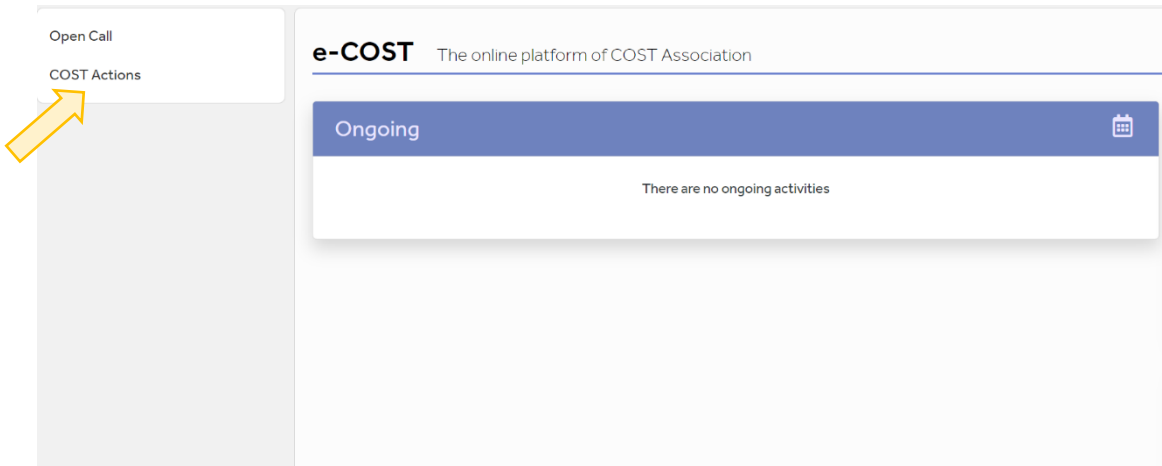 Open Call
COST Actions
e-COST The online platform of COST Association
Ongoing
There are no ongoing activities